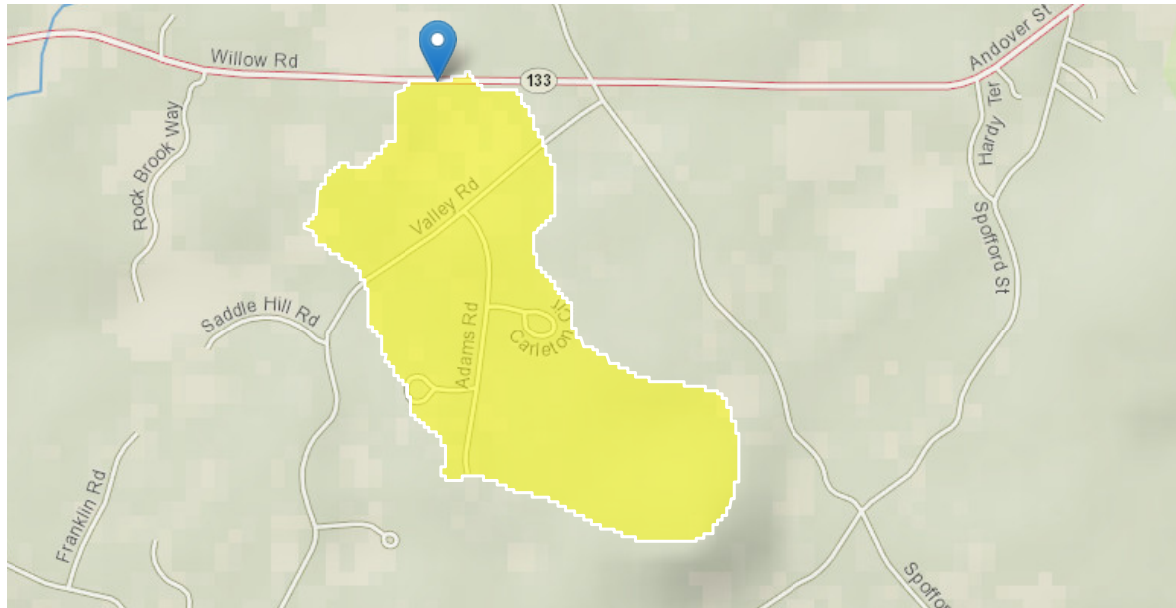 Willow Rd
133
Andover St
Rock Brook Way
Hardy Ter
Valley Rd
Spofford St
Saddle Hill Rd
Adams Rd
Carleton Cir
Franklin Rd